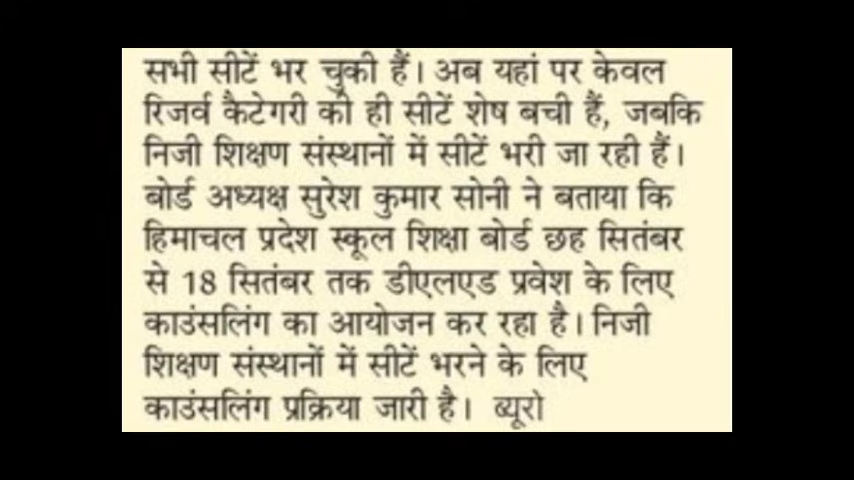 सभी सीटें भर चुकी हैं। अब यहां पर केवल
रिजर्व कैटेगरी की ही सीटें शेष बची हैं, जबकि
निजी शिक्षण संस्थानों में सीटें भरी जा रही हैं।
बोर्ड अध्यक्ष सुरेश कुमार सोनी ने बताया कि
हिमाचल प्रदेश स्कूल शिक्षा बोर्ड छह सितंबर
से 18 सितंबर तक डीएलएड प्रवेश के लिए
काउंसलिंग का आयोजन कर रहा है। निजी
शिक्षण संस्थानों में सीटें भरने के लिए
काउंसलिंग प्रक्रिया जारी है। ब्यूरो